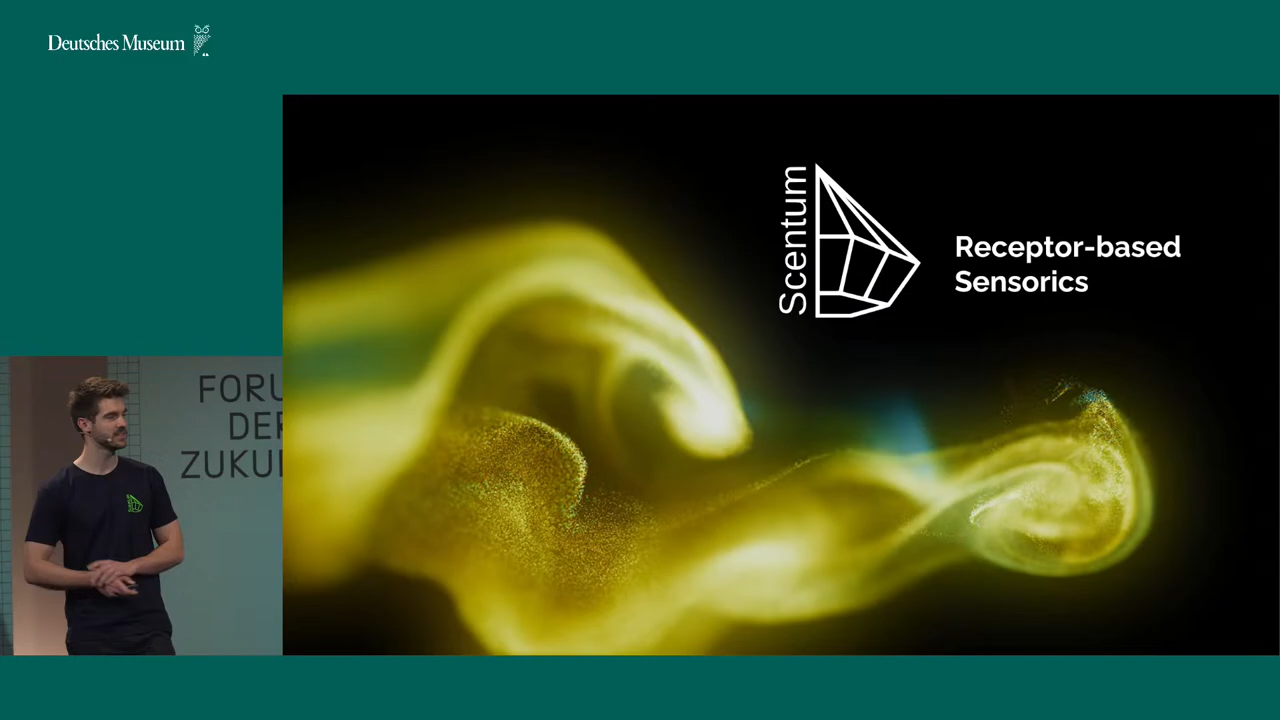 Deutsches Museum
Scentum
Receptor-based
Sensorics
FORU
DER
ZUKU